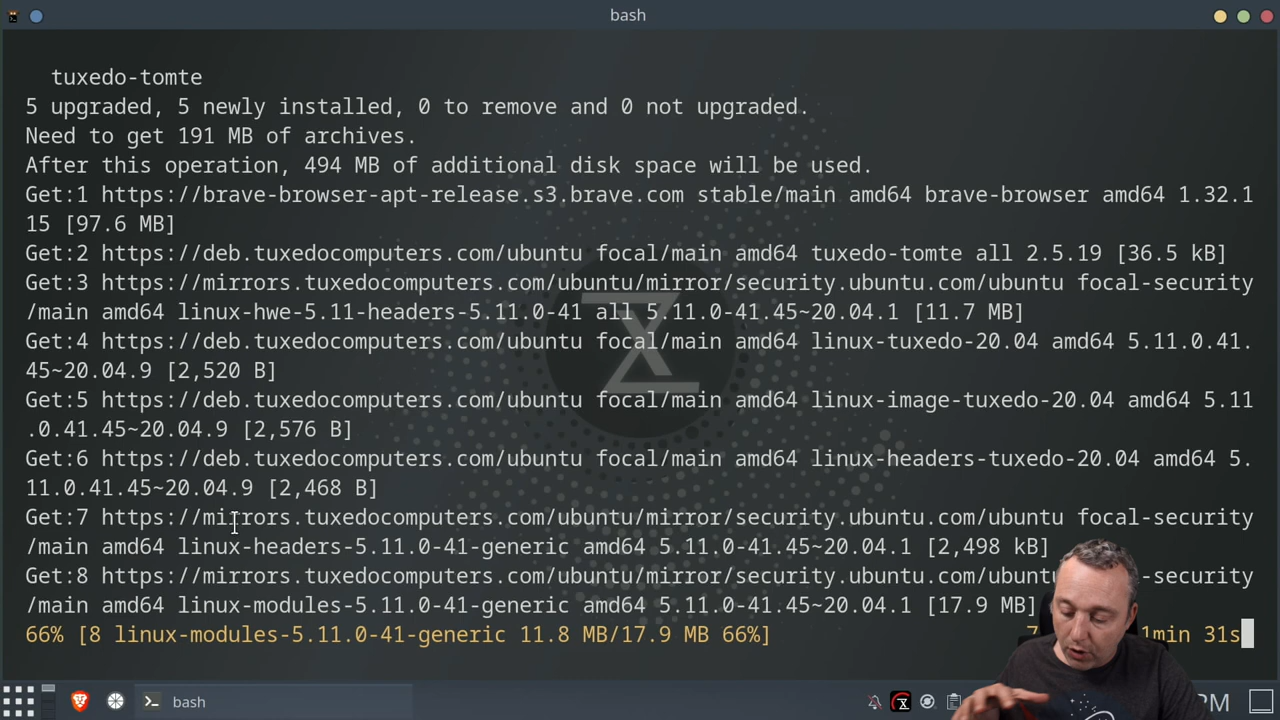 bash
tuxedo-tomte
5 upgraded, 5 newly installed, 0 to remove and 0 not upgraded.
Need to get 191 MB of archives.
After this operation, 494 MB of additional disk space will be used.
Get:1 https://brave-browser-apt-release.s3.brave.com stable/main amd64 brave-browser amd64 1.32.1
15 [97.6 MB]
Get:2 https://deb.tuxedocomputers.com/ubuntu focal/main amd64 tuxedo-tomte all 2.5.19 [36.5 kB]
Get:3 https://mirrors.tuxedocomputers.com/ubuntu/mirror/security.ubuntu.com/ubuntu focal-security
/main amd64 linux-hwe-5.11-headers-5.11.0-41 all 5.11.0-41.45~20.04.1 [11.7 MB]
Get:4 https://deb.tuxedocomputers.com/ubuntu focal/main amd64 linux-tuxedo-20.04 amd64 5.11.0.41.
45~20.04.9 [2,520 B]
Get:5 https://deb.tuxedocomputers.com/ubuntu focal/main amd64 linux-image-tuxedo-20.04 amd64 5.11
.0.41.45~20.04.9 [2,576 B]
Get:6 https://deb.tuxedocomputers.com/ubuntu focal/main amd64 linux-headers-tuxedo-20.04 amd64 5.
11.0.41.45~20.04.9 [2,468 B]
Get:7 https://mirrors.tuxedocomputers.com/ubuntu/mirror/security.ubuntu.com/ubuntu focal-security
/main amd64 linux-headers-5.11.0-41-generic amd64 5.11.0-41.45~20.04.1 [2,498 kB]
Get:8 https://mirrors.tuxedocomputers.com/ubuntu/mirror/security.ubuntu.com/ubuntu -security
/main amd64 linux-modules-5.11.0-41-generic amd64 5.11.0-41.45~20.04.1 [17.9 MB]
66% [8 linux-modules-5.11.0-41-generic 11.8 MB/17.9 MB 66%] 1min 31s
bash PM